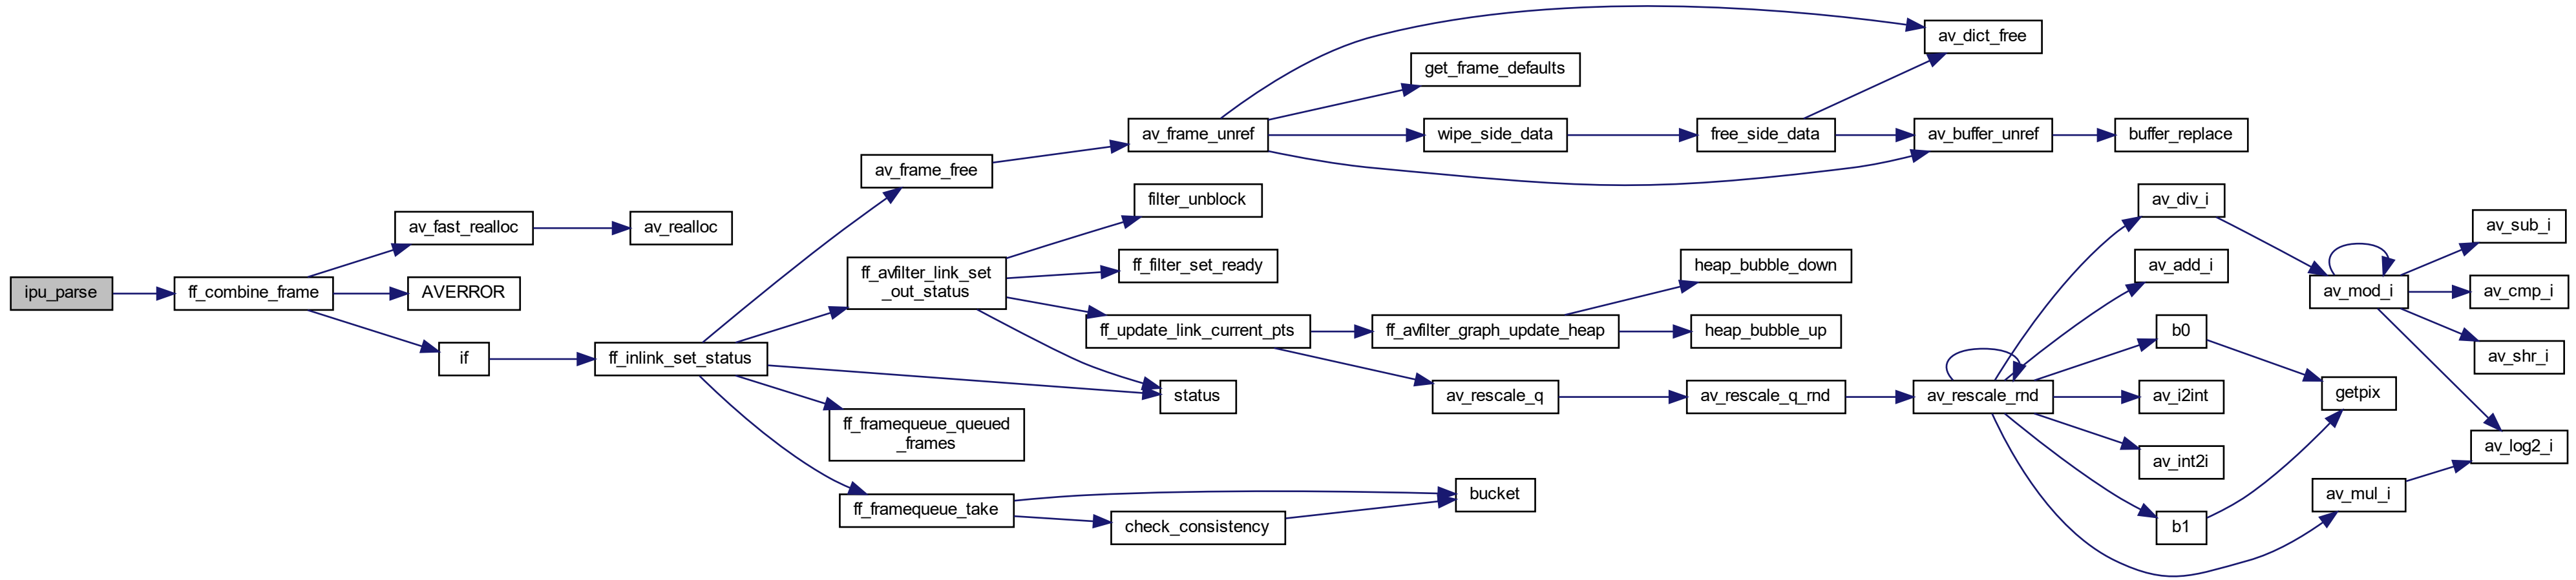 ipu_parse
ff_combine_frame
av_fast_realloc
av_realloc
AVERROR
if
ff_inlink_set_status
av_frame_free
av_frame_unref
av_dict_free
get_frame_defaults
wipe_side_data
free_side_data
av_buffer_unref
buffer_replace
ff_avfilter_link_set
_out_status
filter_unblock
ff_filter_set_ready
ff_update_link_current_pts
ff_avfilter_graph_update_heap
heap_bubble_down
heap_bubble_up
av_rescale_q
av_rescale_q_rnd
av_rescale_rnd
av_div_i
av_add_i
b0
av_i2int
av_int2i
b1
av_mod_i
av_sub_i
av_cmp_i
av_shr_i
getpix
av_log2_i
av_mul_i
status
ff_framequeue_queued
_frames
ff_framequeue_take
bucket
check_consistency